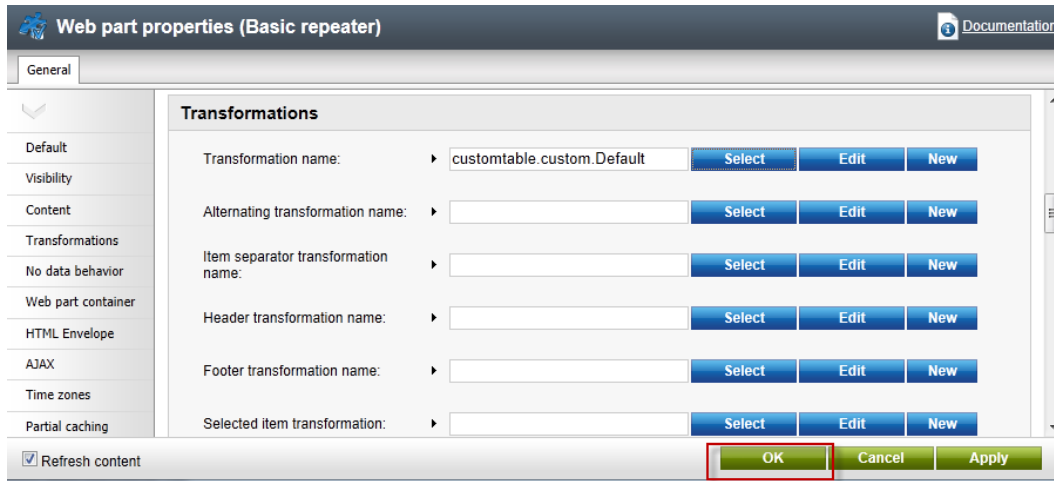 Web part properties (Basic repeater)
Documentation
General
Default
Visibility
Content
Transformations
No data behavior
Web part container
HTML Envelope
AJAX
Time zones
Partial caching
Transformations
Transformation name: customtable.custom.Default Select Edit New
Alternating transformation name: Select Edit New
Item separator transformation
name: Select Edit New
Header transformation name: Select Edit New
Footer transformation name: Select Edit New
Selected item transformation: Select Edit New
Refresh content
OK Cancel Apply